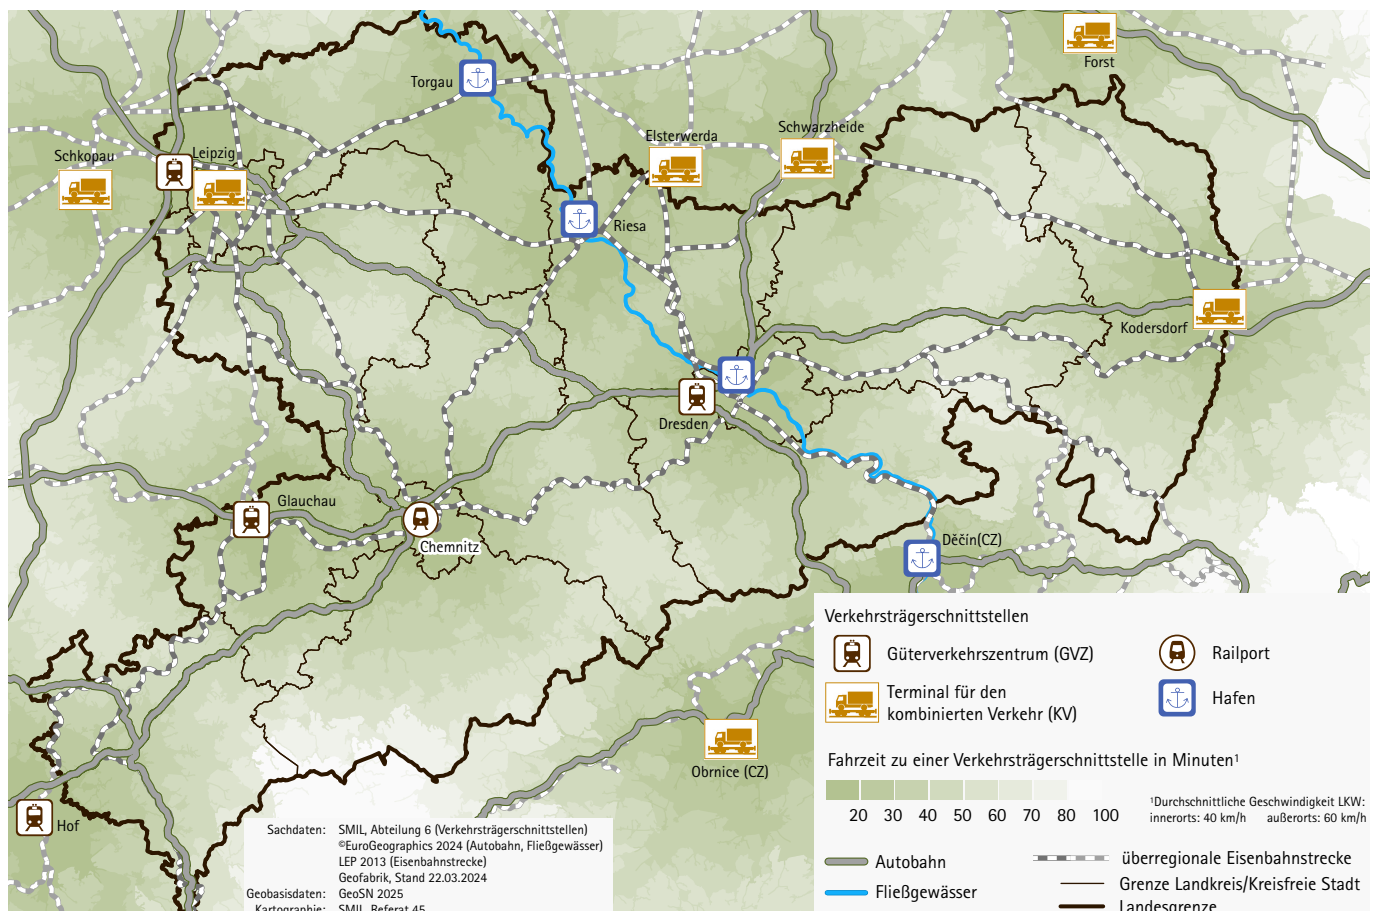 Forst
Torgau
Elsterwerda
Schwarzheide
Schkopau
Leipzig
Riesa
Kodersdorf
Dresden
Glauchau
Chemnitz
Děčín(CZ)
Obrnice (CZ)
Hof
Verkehrsträgerschnittstellen
Güterverkehrszentrum (GVZ)
Railport
Terminal für den
kombinierten Verkehr (KV)
Hafen
Fahrzeit zu einer Verkehrsträgerschnittstelle in Minuten¹
20 30 40 50 60 70 80 100
¹Durchschnittliche Geschwindigkeit LKW:
innerorts: 40 km/h außerorts: 60 km/h
Autobahn
überregionale Eisenbahnstrecke
Fließgewässer
Grenze Landkreis/Kreisfreie Stadt
Landesgrenze
Sachdaten: SMIL, Abteilung 6 (Verkehrsträgerschnittstellen)
©EuroGeographics 2024 (Autobahn, Fließgewässer)
LEP 2013 (Eisenbahnstrecke)
Geofabrik, Stand 22.03.2024
Geobasisdaten: GeoSN 2025
Kartographie: SMIL, Referat 45